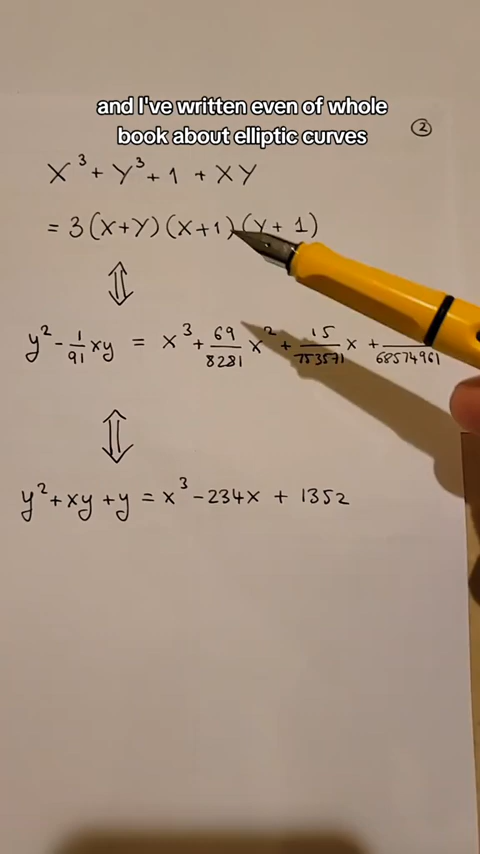 and I've written even of whole
book about elliptic curves
②
X³ + Y³ + 1 + XY
= 3(X+Y)(X+1)(Y+1)
⇕
y² - 1/91 xy = x³ + 69/8281 x² + 15/753571 x + /68574961
⇕
y² + xy + y = x³ - 234x + 1352